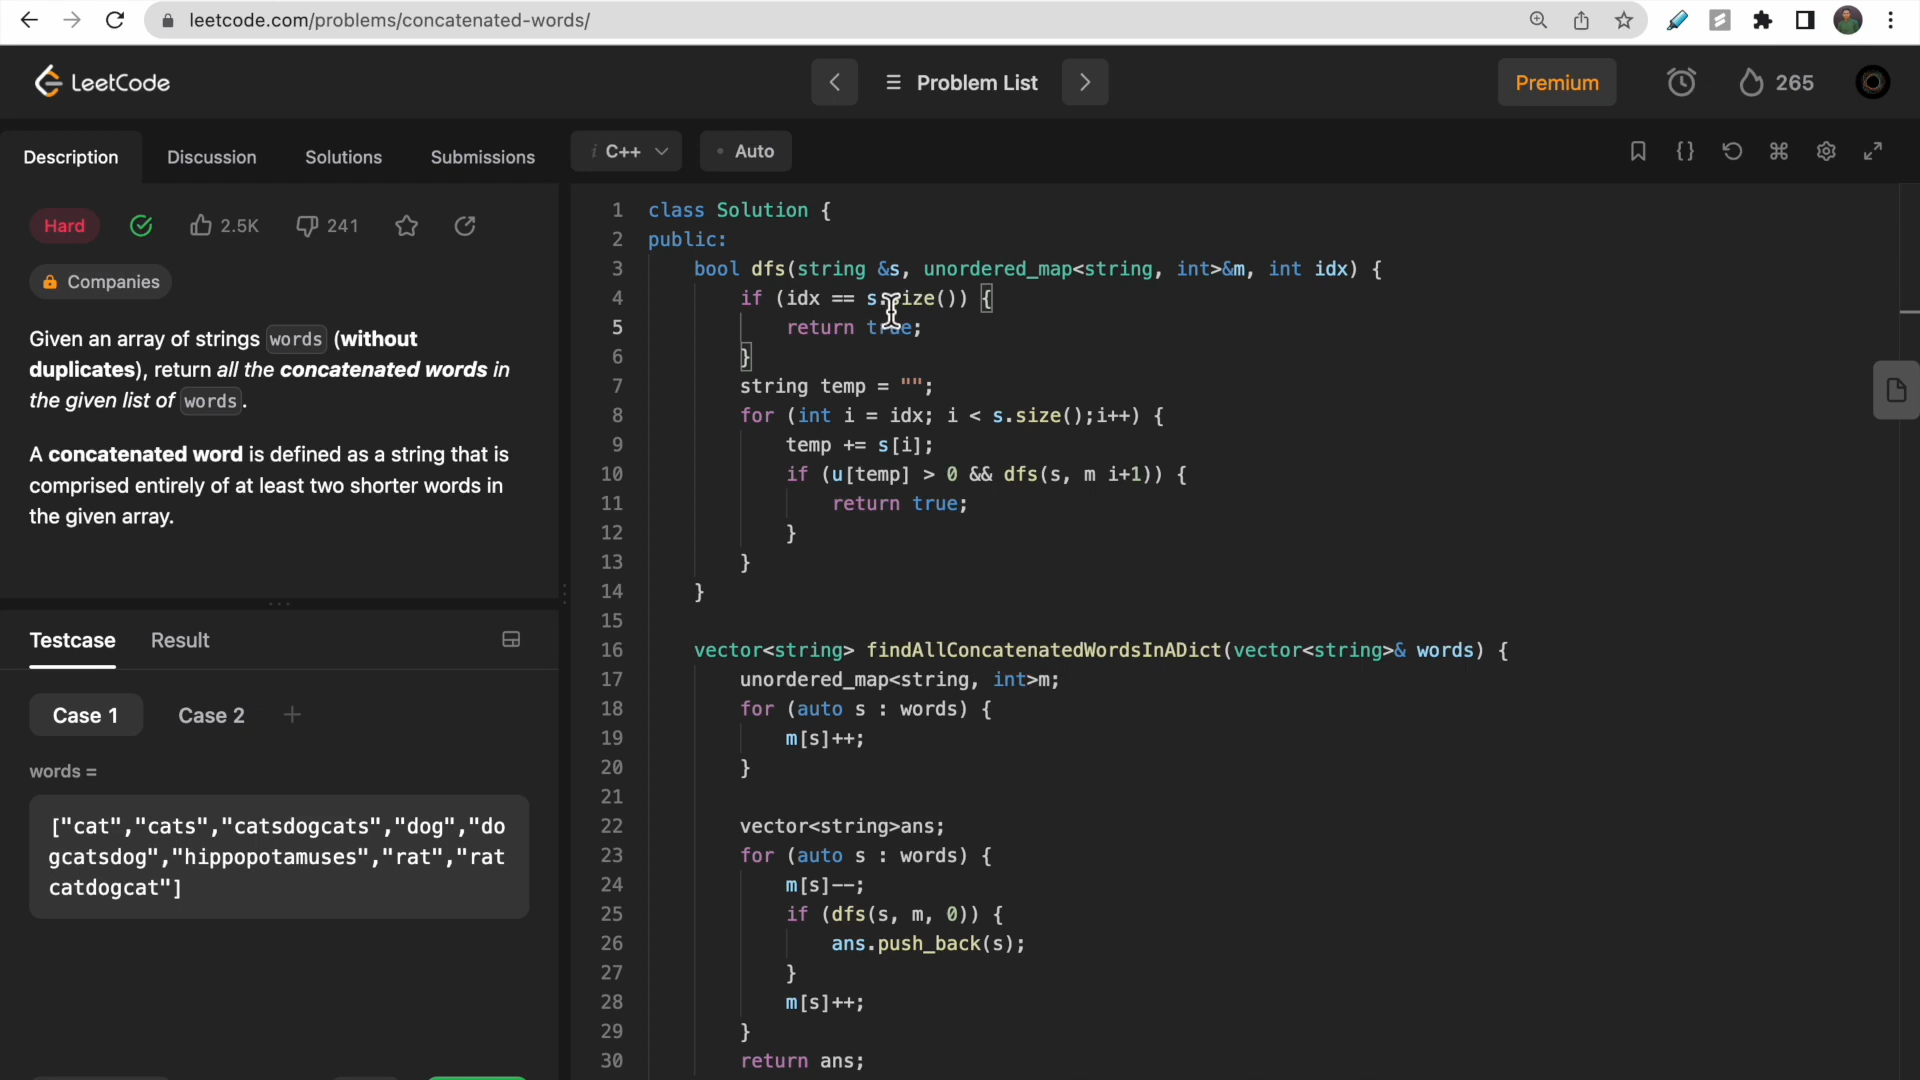 leetcode.com/problems/concatenated-words/
LeetCode
Problem List
Premium
265
Description
Discussion
Solutions
Submissions
i C++
Auto
Hard
2.5K
241
Companies
Given an array of strings words (without
duplicates), return all the concatenated words in
the given list of words.
A concatenated word is defined as a string that is
comprised entirely of at least two shorter words in
the given array.
Testcase
Result
Case 1
Case 2
words =
["cat","cats","catsdogcats","dog","do
gcatsdog","hippopotamuses","rat","rat
catdogcat"]
1 class Solution {
2 public:
3 bool dfs(string &s, unordered_map<string, int>&m, int idx) {
4 if (idx == s.size()) {
5 return true;
6 }
7 string temp = "";
8 for (int i = idx; i < s.size();i++) {
9 temp += s[i];
10 if (u[temp] > 0 && dfs(s, m i+1)) {
11 return true;
12 }
13 }
14 }
15
16 vector<string> findAllConcatenatedWordsInADict(vector<string>& words) {
17 unordered_map<string, int>m;
18 for (auto s : words) {
19 m[s]++;
20 }
21
22 vector<string>ans;
23 for (auto s : words) {
24 m[s]--;
25 if (dfs(s, m, 0)) {
26 ans.push_back(s);
27 }
28 m[s]++;
29 }
30 return ans;